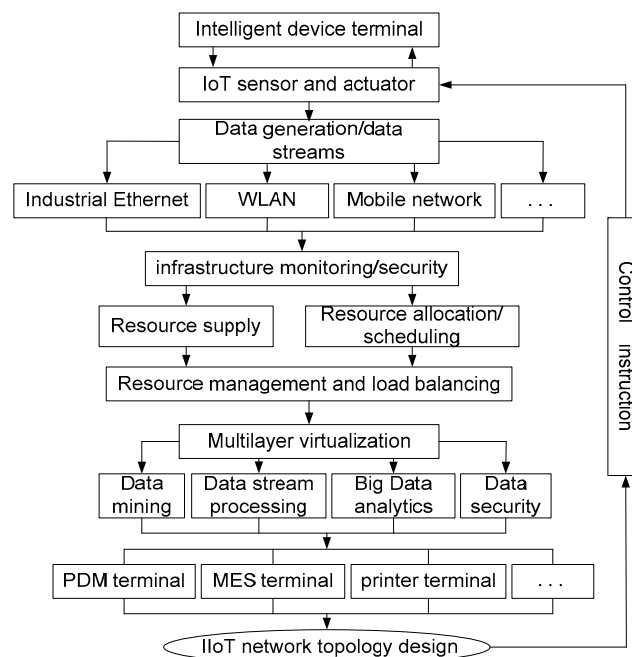 Intelligent device terminal
IoT sensor and actuator
Data generation/data
streams
Industrial Ethernet
WLAN
Mobile network
. . .
infrastructure monitoring/security
Resource supply
Resource allocation/
scheduling
Resource management and load balancing
Multilayer virtualization
Data
mining
Data stream
processing
Big Data
analytics
Data
security
PDM terminal
MES terminal
printer terminal
. . .
IIoT network topology design
Control instruction